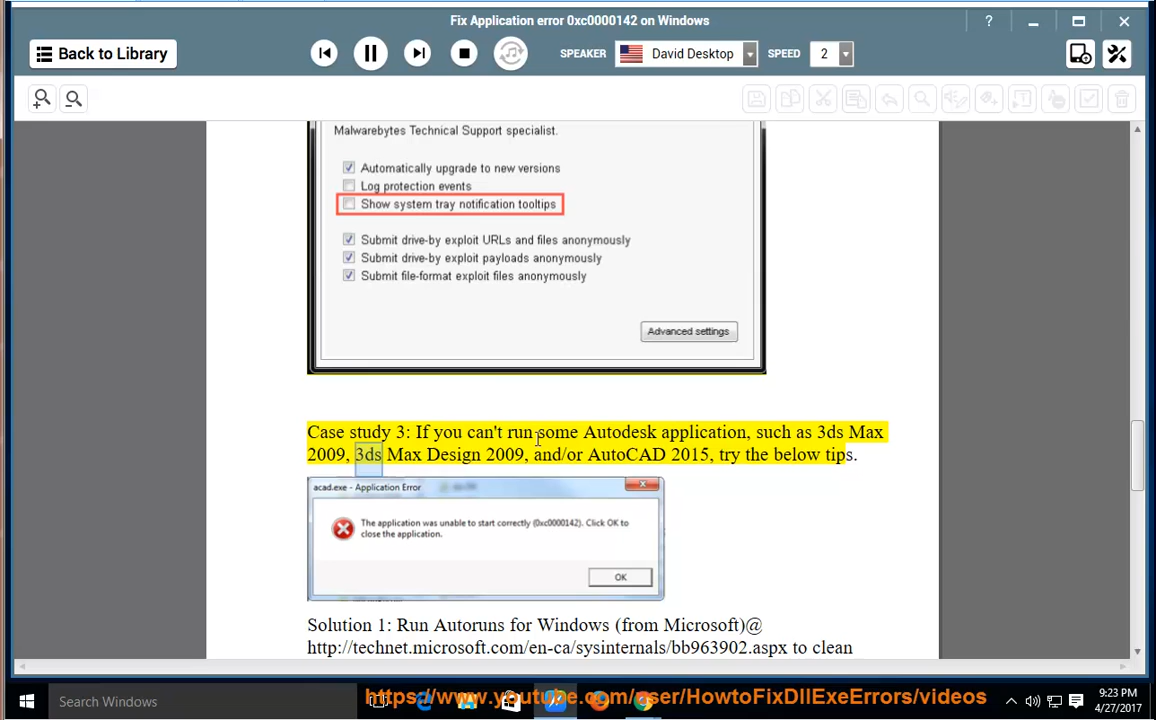 Fix Application error 0xc0000142 on Windows
?
Back to Library
SPEAKER
David Desktop
SPEED
2
Malwarebytes Technical Support specialist.
Automatically upgrade to new versions
Log protection events
Show system tray notification tooltips
Submit drive-by exploit URLs and files anonymously
Submit drive-by exploit payloads anonymously
Submit file-format exploit files anonymously
Advanced settings
Case study 3: If you can't run some Autodesk application, such as 3ds Max
2009, 3ds Max Design 2009, and/or AutoCAD 2015, try the below tips.
acad.exe - Application Error
The application was unable to start correctly (0xc0000142). Click OK to
close the application.
OK
Solution 1: Run Autoruns for Windows (from Microsoft)@
http://technet.microsoft.com/en-ca/sysinternals/bb963902.aspx to clean
Search Windows
https://www.youtube.com/user/HowtoFixDllExeErrors/videos
9:23 PM
4/27/2017